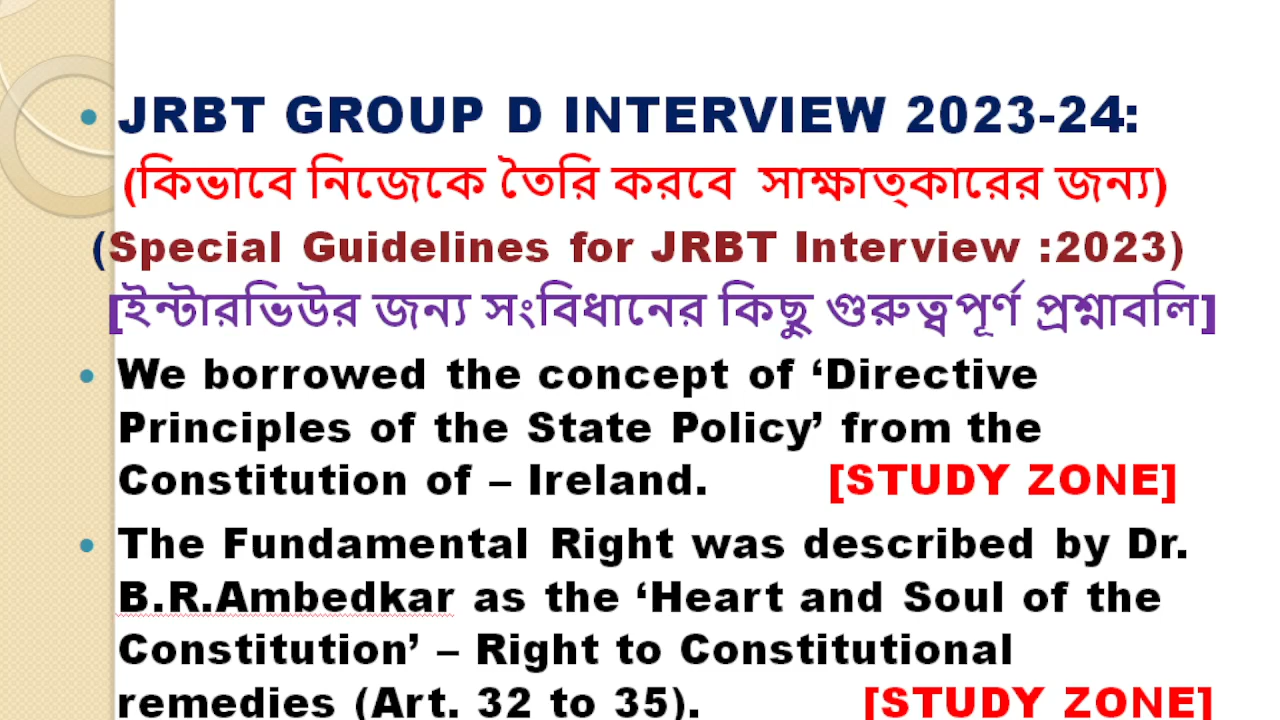 JRBT GROUP D INTERVIEW 2023-24:
(কিভাবে নিজেকে তৈরি করবে সাক্ষাত্কারের জন্য)
(Special Guidelines for JRBT Interview :2023)
[ইন্টারভিউর জন্য সংবিধানের কিছু গুরুত্বপূর্ণ প্রশ্নাবলি]
We borrowed the concept of ‘Directive
Principles of the State Policy’ from the
Constitution of – Ireland. [STUDY ZONE]
The Fundamental Right was described by Dr.
B.R.Ambedkar as the ‘Heart and Soul of the
Constitution’ – Right to Constitutional
remedies (Art. 32 to 35). [STUDY ZONE]